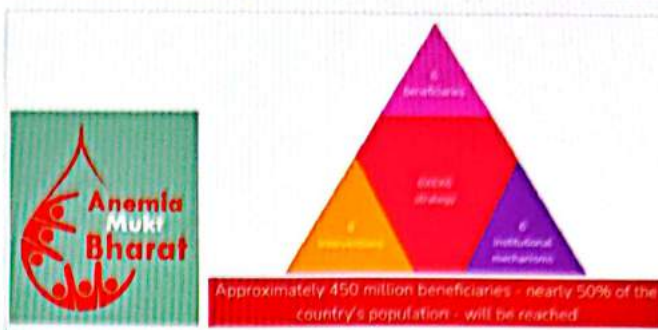 Anemia
Mukt
Bharat
6
beneficiaries
6X6X6
strategy
6
interventions
6
institutional
mechanisms
Approximately 450 million beneficiaries - nearly 50% of the
country's population - will be reached